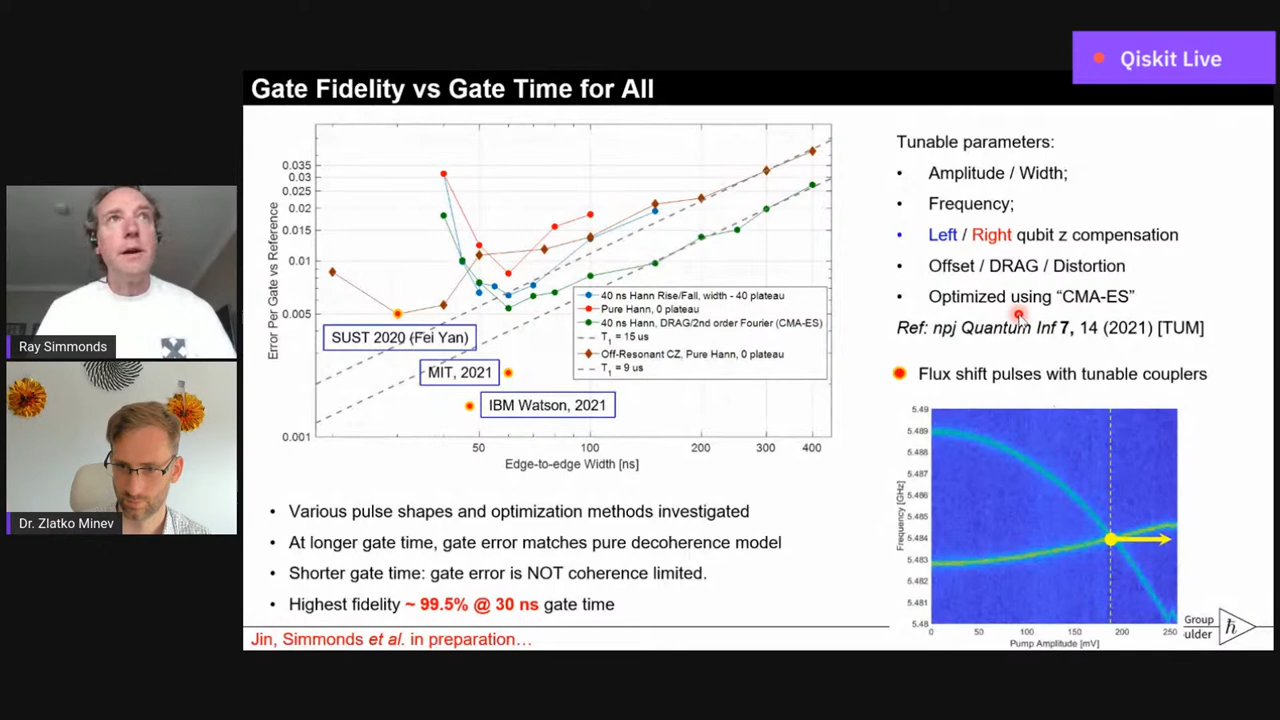 Qiskit Live
Gate Fidelity vs Gate Time for All
0.035
0.03
0.025
0.02
0.015
0.01
0.005
0.001
Error Per Gate vs Reference
50
100
200
300
400
Edge-to-edge Width [ns]
40 ns Hann Rise/Fall, width - 40 plateau
Pure Hann, 0 plateau
40 ns Hann, DRAG/2nd order Fourier (CMA-ES)
T1 = 15 us
Off-Resonant CZ, Pure Hann, 0 plateau
T1 = 9 us
SUST 2020 (Fei Yan)
MIT, 2021
IBM Watson, 2021
Tunable parameters:
• Amplitude / Width;
• Frequency;
• Left / Right qubit z compensation
• Offset / DRAG / Distortion
• Optimized using “CMA-ES”
Ref: npj Quantum Inf 7, 14 (2021) [TUM]
Flux shift pulses with tunable couplers
5.49
5.489
5.488
5.487
5.486
5.485
5.484
5.483
5.482
5.481
5.48
Frequency [GHz]
0
50
100
150
200
250
Pump Amplitude [mV]
• Various pulse shapes and optimization methods investigated
• At longer gate time, gate error matches pure decoherence model
• Shorter gate time: gate error is NOT coherence limited.
• Highest fidelity ~ 99.5% @ 30 ns gate time
Jin, Simmonds et al. in preparation…
Group
ulder
ħ
Ray Simmonds
Dr. Zlatko Minev